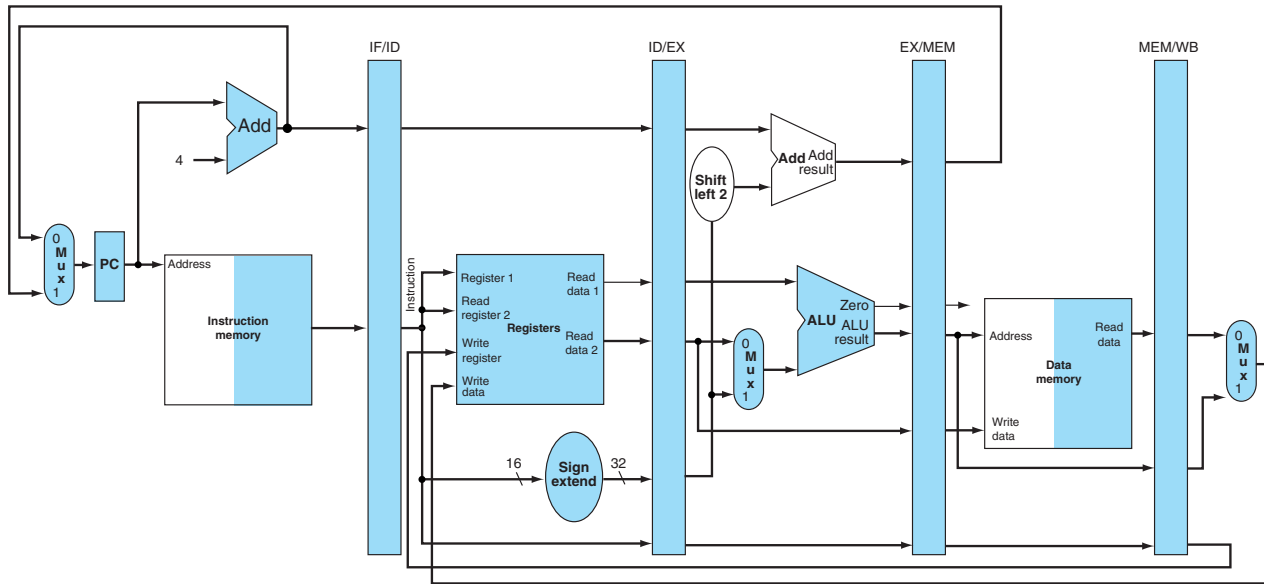 IF/ID
ID/EX
EX/MEM
MEM/WB
Add
4
Add
Add
result
Shift
left 2
0
M
u
x
1
PC
Address
Instruction
memory
Instruction
Register 1
Read
register 2
Write
register
Write
data
Registers
Read
data 1
Read
data 2
0
M
u
x
1
Zero
ALU
ALU
result
Address
Read
data
Data
memory
Write
data
0
M
u
x
1
16
Sign
extend
32